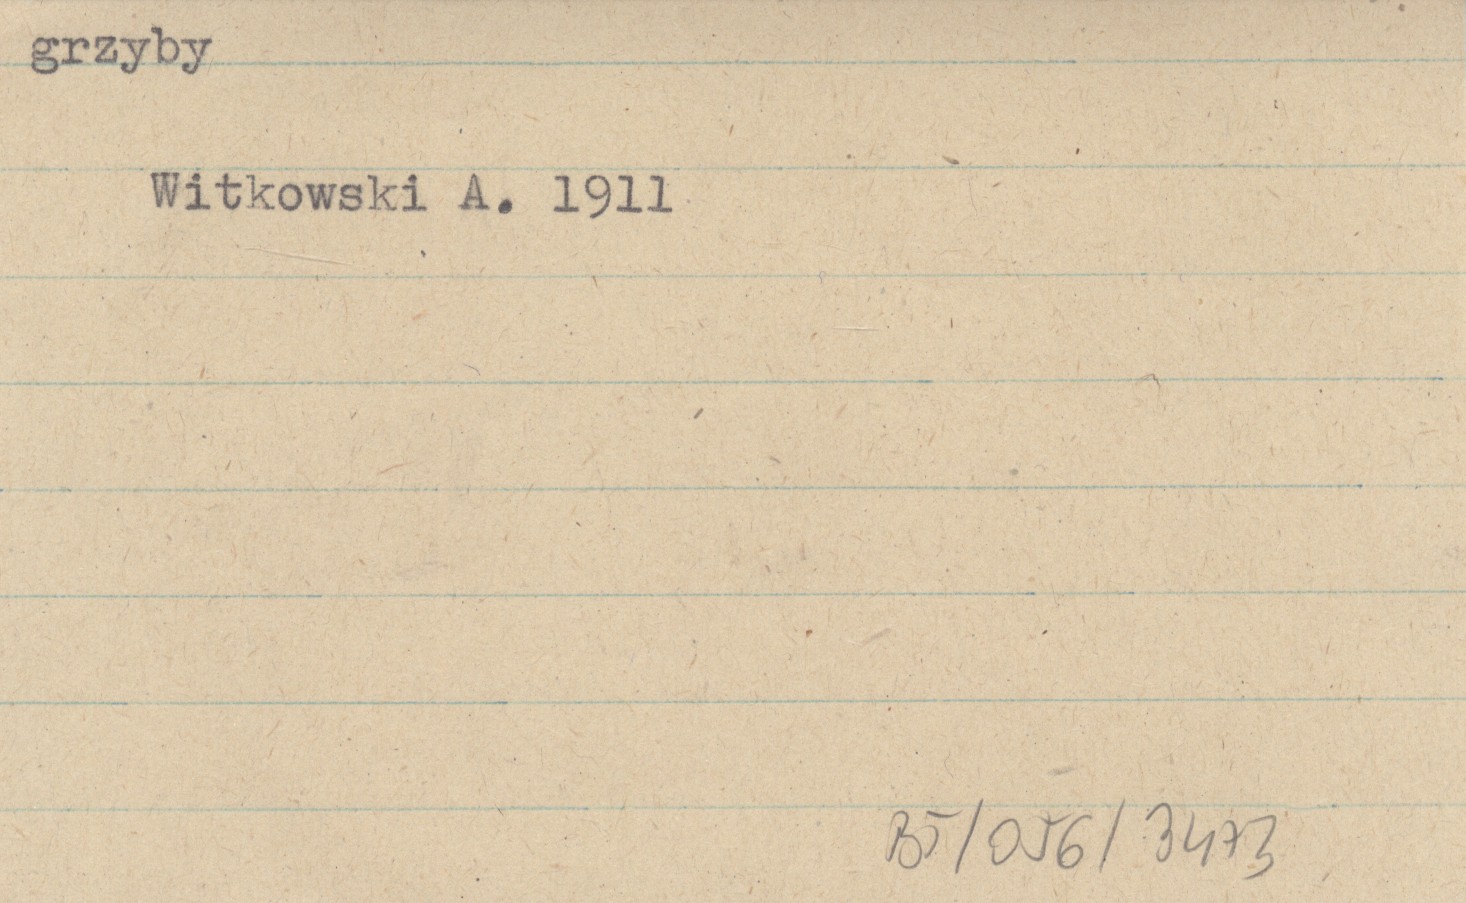 grzyby
Witkowski A. 1911
B5/056/3473